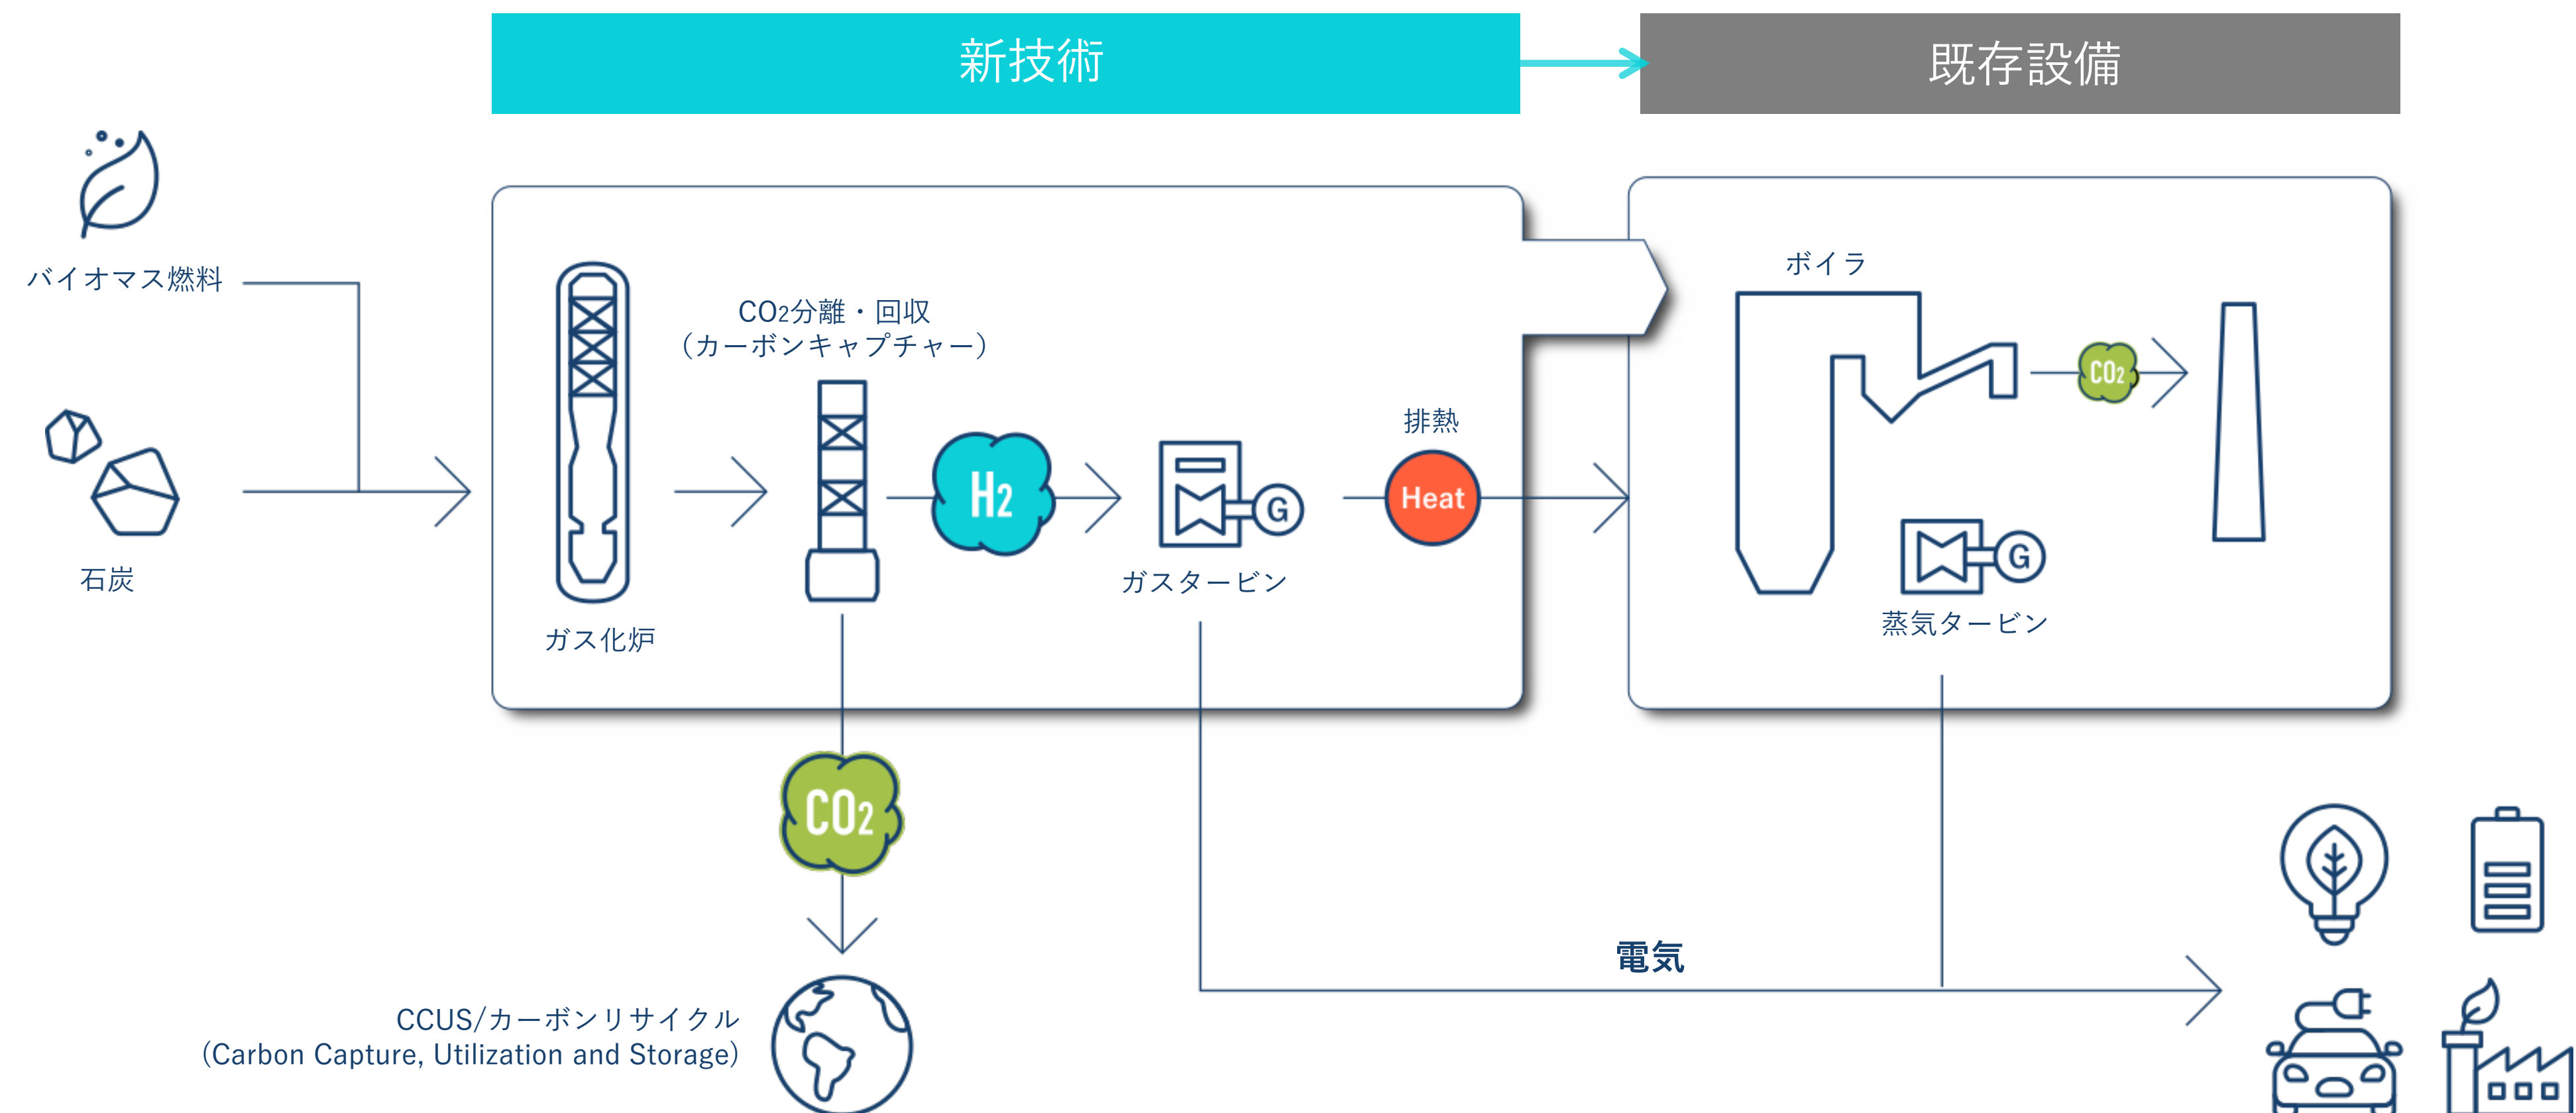 新技術
既存設備
バイオマス燃料
石炭
ガス化炉
CO2分離・回収
（カーボンキャプチャー）
H2
ガスタービン
G
排熱
Heat
ボイラ
CO2
G
蒸気タービン
CO2
電気
CCUS/カーボンリサイクル
(Carbon Capture, Utilization and Storage)